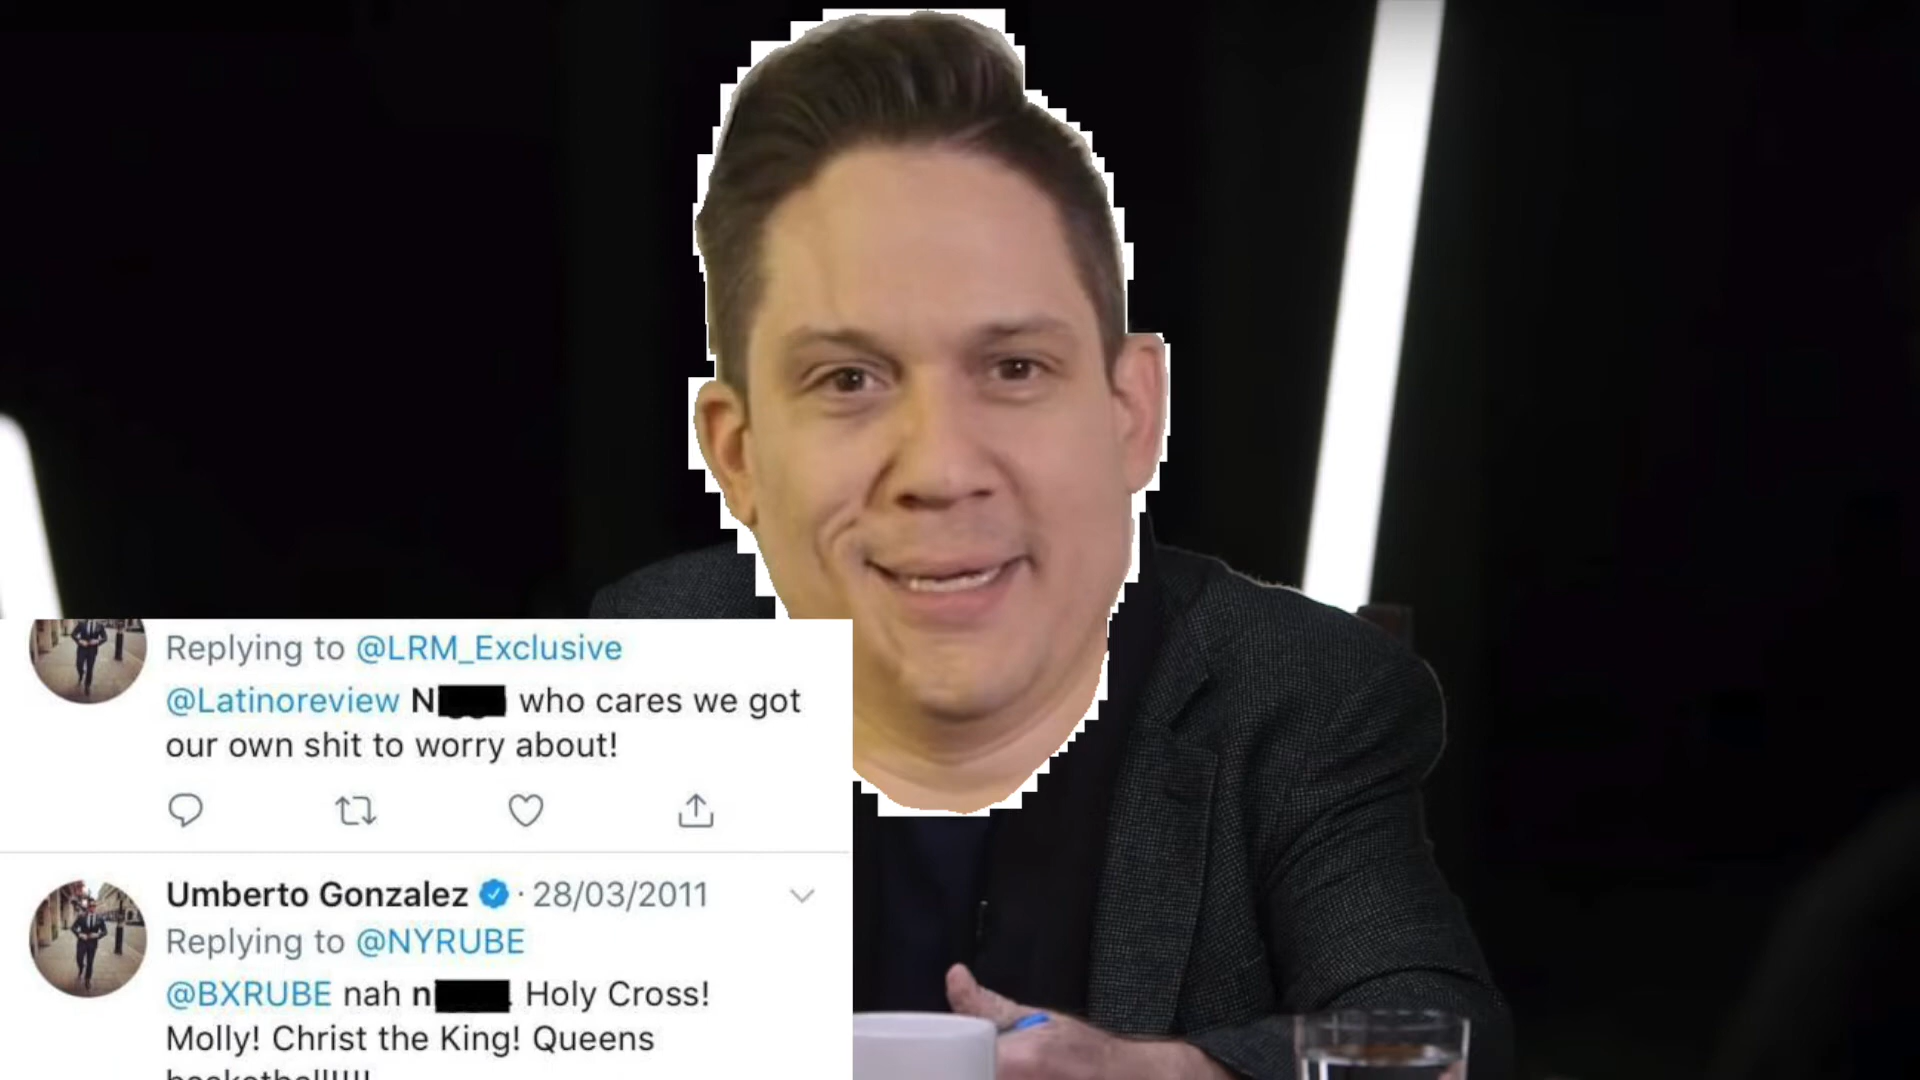 Replying to @LRM_Exclusive
@Latinoreview N who cares we got
our own shit to worry about!
Umberto Gonzalez · 28/03/2011
Replying to @NYRUBE
@BXRUBE nah n . Holy Cross!
Molly! Christ the King! Queens
basketball!!!!!